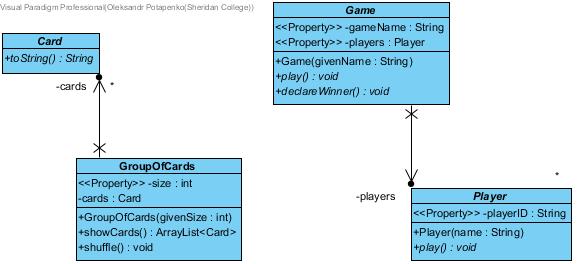 Visual Paradigm Professional(Oleksandr Potapenko(Sheridan College))
Card
+toString() : String
-cards
*
GroupOfCards
<<Property>> -size : int
-cards : Card
+GroupOfCards(givenSize : int)
+showCards() : ArrayList<Card>
+shuffle() : void
Game
<<Property>> -gameName : String
<<Property>> -players : Player
+Game(givenName : String)
+play() : void
+declareWinner() : void
-players
*
Player
<<Property>> -playerID : String
+Player(name : String)
+play() : void